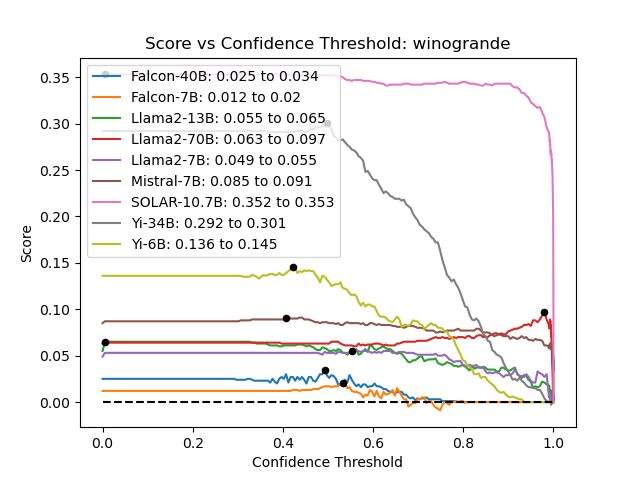 Score vs Confidence Threshold: winogrande
Score
0.35
0.30
0.25
0.20
0.15
0.10
0.05
0.00
Falcon-40B: 0.025 to 0.034
Falcon-7B: 0.012 to 0.02
Llama2-13B: 0.055 to 0.065
Llama2-70B: 0.063 to 0.097
Llama2-7B: 0.049 to 0.055
Mistral-7B: 0.085 to 0.091
SOLAR-10.7B: 0.352 to 0.353
Yi-34B: 0.292 to 0.301
Yi-6B: 0.136 to 0.145
0.0 0.2 0.4 0.6 0.8 1.0
Confidence Threshold